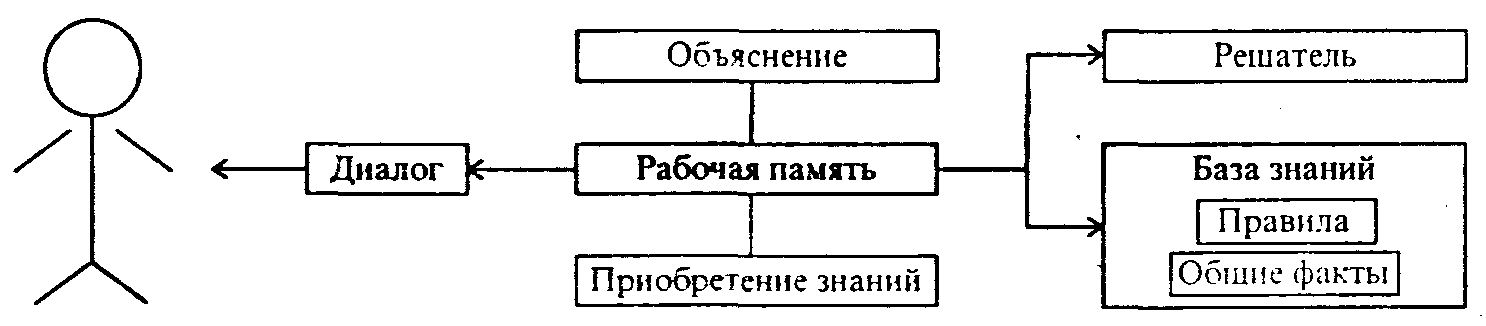 Объяснение
Решатель
Диалог
Рабочая память
База знаний
Правила
Общие факты
Приобретение знаний